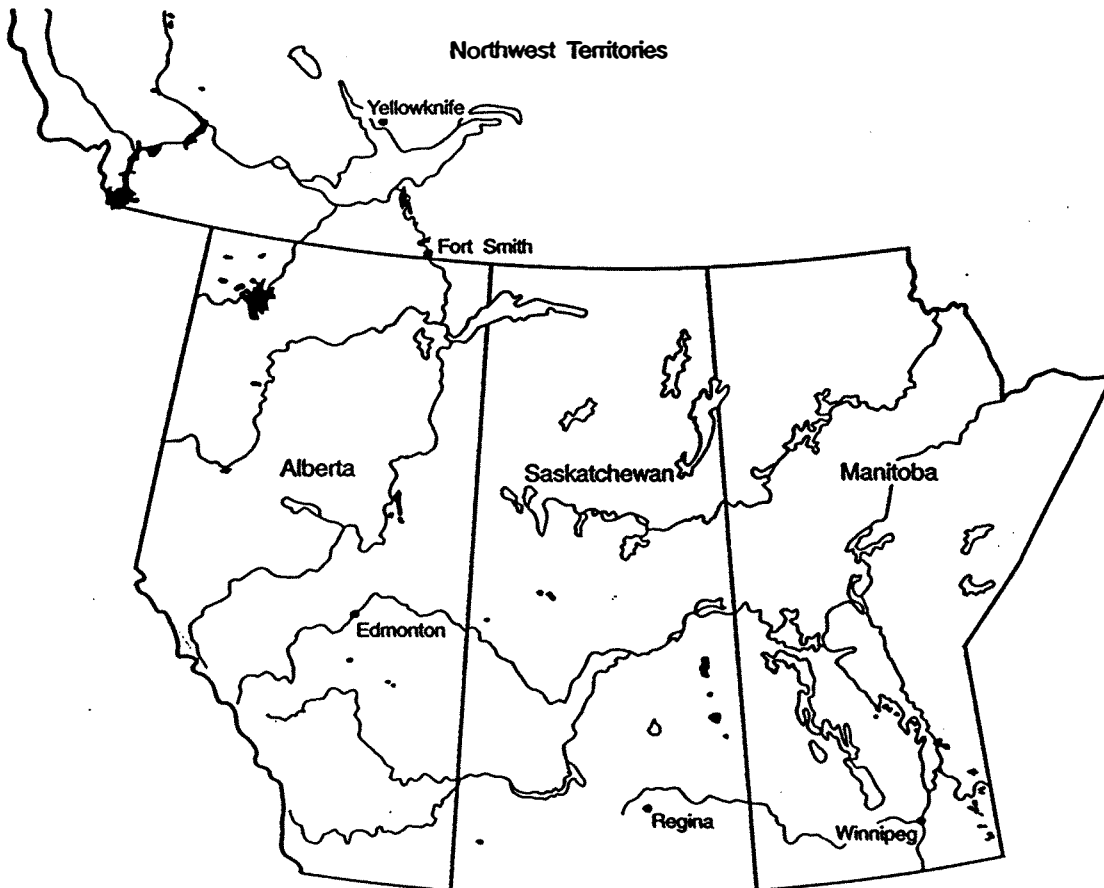 Northwest Territories
Yellowknife
Fort Smith
Alberta
Saskatchewan
Manitoba
Edmonton
Regina
Winnipeg